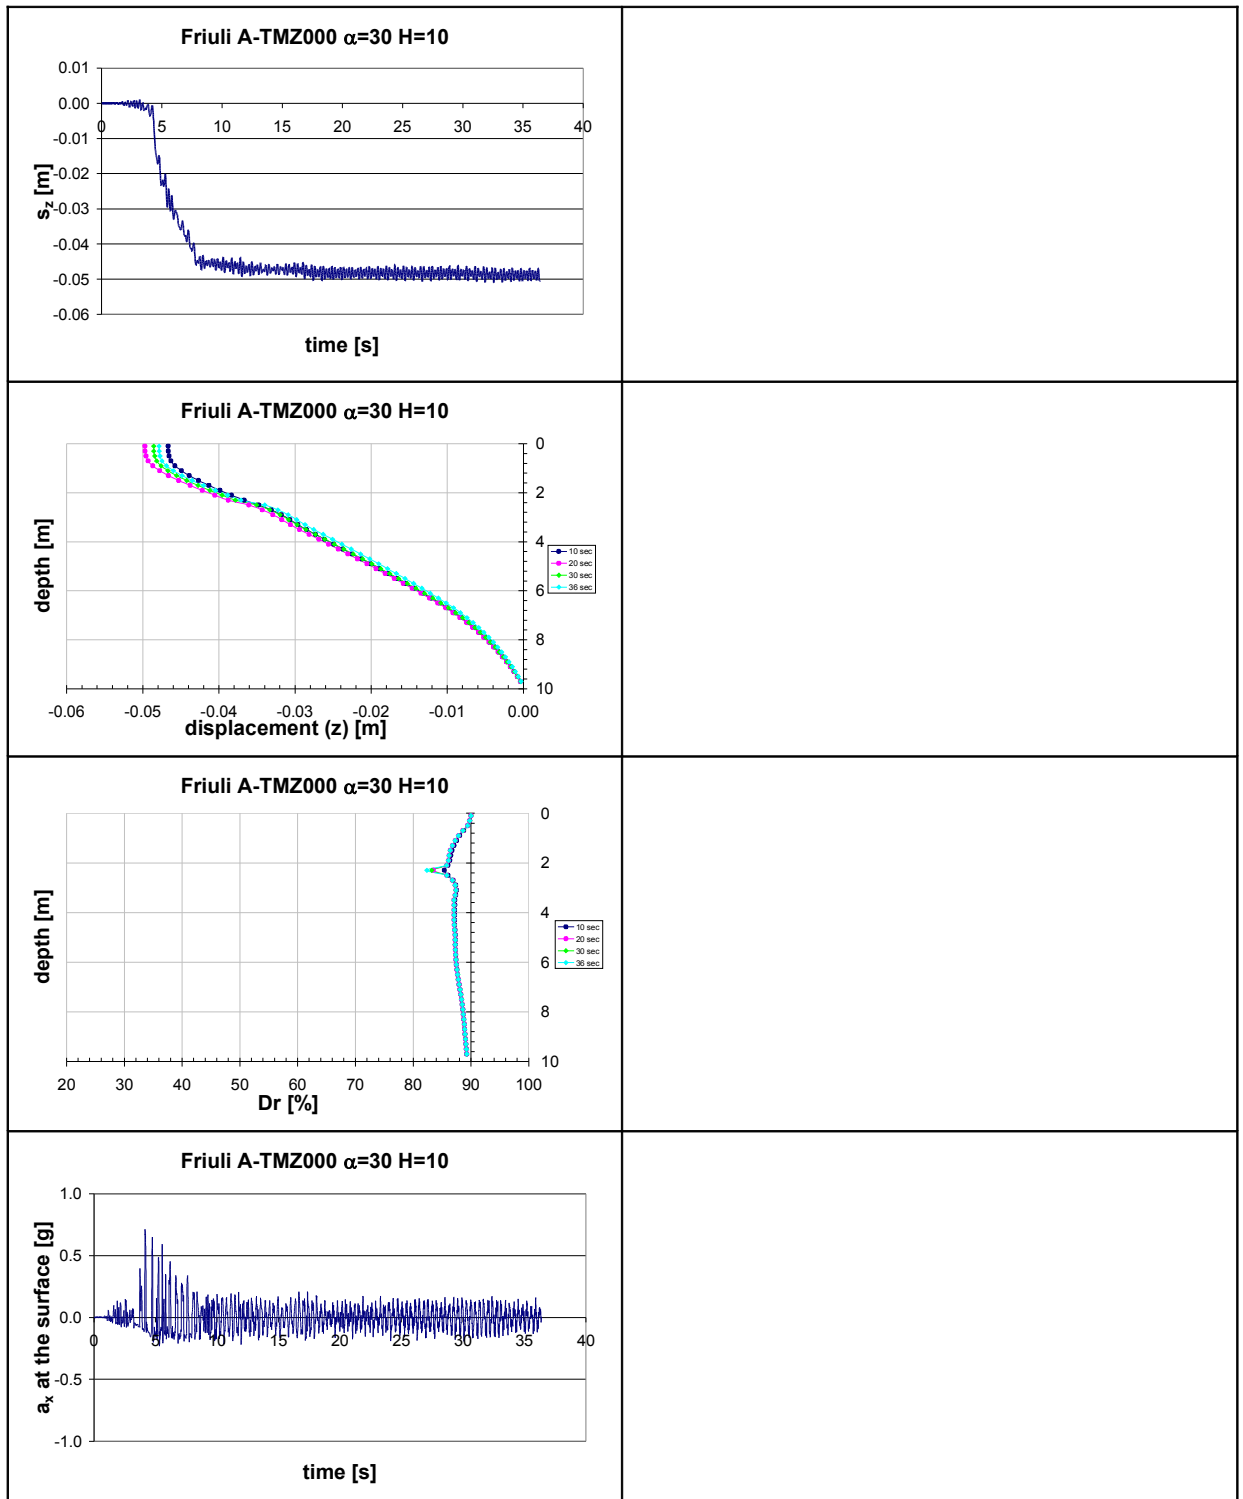 Friuli A-TMZ000 α=30 H=10
0.01
0.00
-0.01
-0.02
-0.03
-0.04
-0.05
-0.06
0 5 10 15 20 25 30 35 40
s_z [m]
time [s]
Friuli A-TMZ000 α=30 H=10
0
2
4
6
8
10
10 sec
20 sec
30 sec
36 sec
depth [m]
-0.06 -0.05 -0.04 -0.03 -0.02 -0.01 0.00
displacement (z) [m]
Friuli A-TMZ000 α=30 H=10
0
2
4
6
8
10
10 sec
20 sec
30 sec
36 sec
depth [m]
20 30 40 50 60 70 80 90 100
Dr [%]
Friuli A-TMZ000 α=30 H=10
1.0
0.5
0.0
-0.5
-1.0
0 5 10 15 20 25 30 35 40
a_x at the surface [g]
time [s]